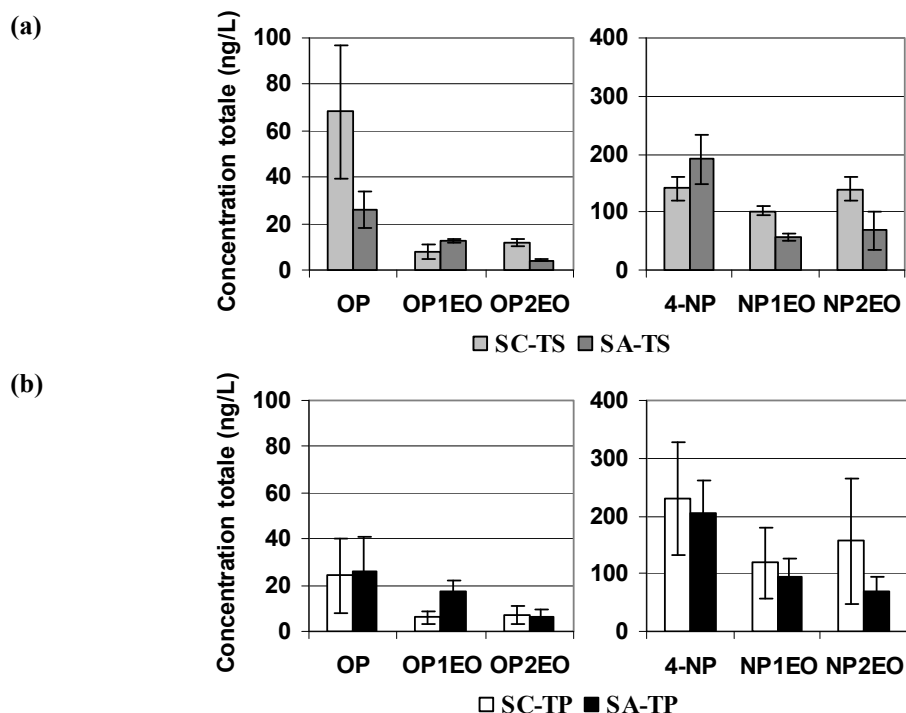 (a)
Concentration totale (ng/L)
100
80
60
40
20
0
OP OP1EO OP2EO
400
300
200
100
0
4-NP NP1EO NP2EO
SC-TS SA-TS
(b)
Concentration totale (ng/L)
100
80
60
40
20
0
OP OP1EO OP2EO
400
300
200
100
0
4-NP NP1EO NP2EO
SC-TP SA-TP